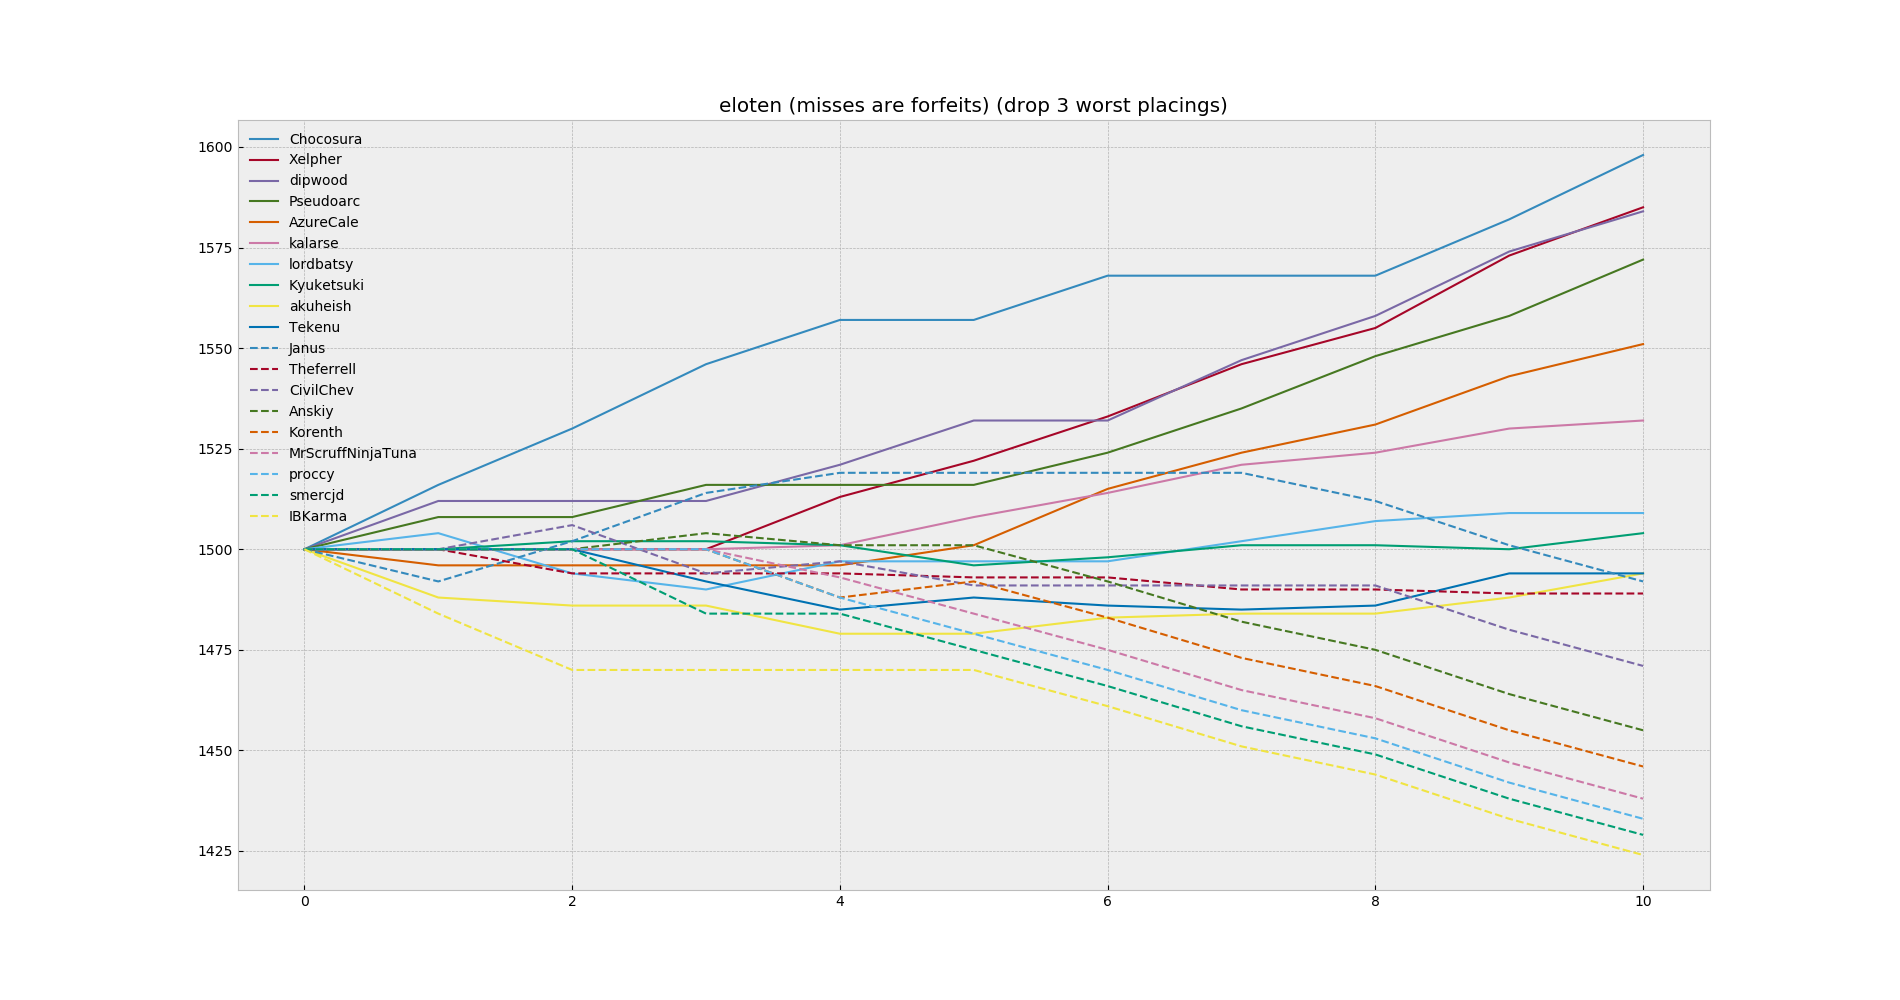 eloten (misses are forfeits) (drop 3 worst placings)
Chocosura
Xelpher
dipwood
Pseudoarc
AzureCale
kalarse
lordbatsy
Kyuketsuki
akuheish
Tekenu
Janus
Theferrell
CivilChev
Anskiy
Korenth
MrScruffNinjaTuna
proccy
smercjd
IBKarma
1600
1575
1550
1525
1500
1475
1450
1425
0 2 4 6 8 10